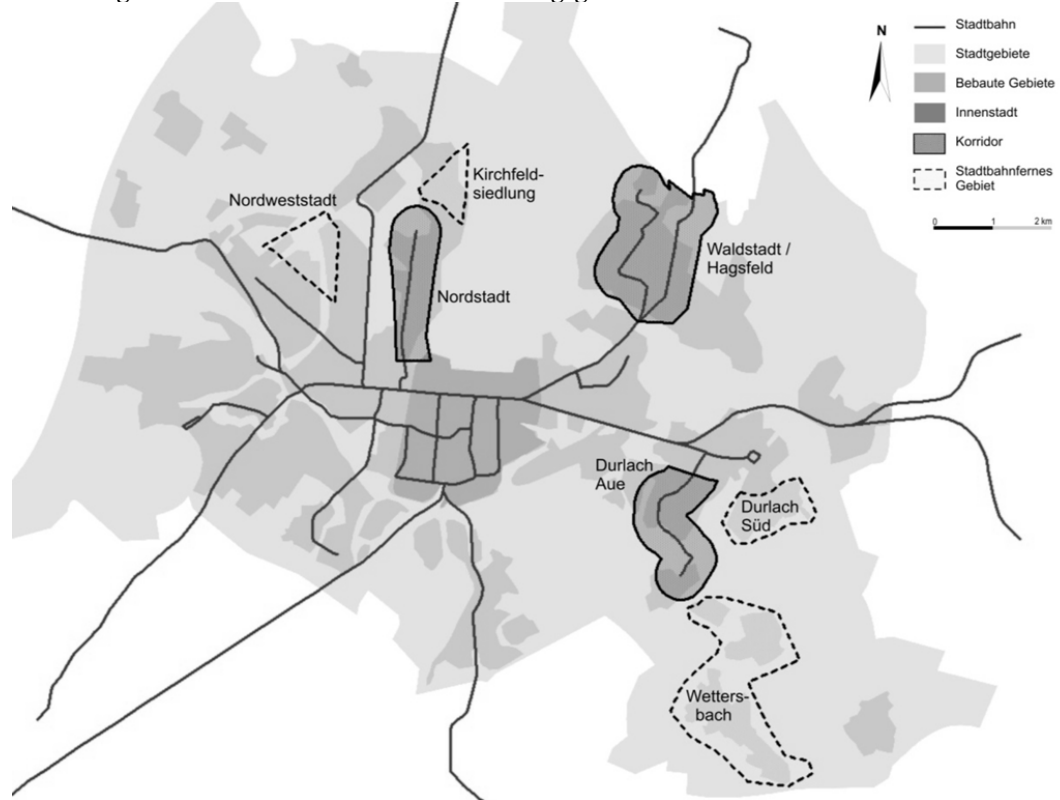 N
Stadtbahn
Stadtgebiete
Bebaute Gebiete
Innenstadt
Korridor
Stadtbahnfernes
Gebiet
0 1 2 km
Kirchfeld-
siedlung
Nordweststadt
Nordstadt
Waldstadt /
Hagsfeld
Durlach
Aue
Durlach
Süd
Wetters-
bach